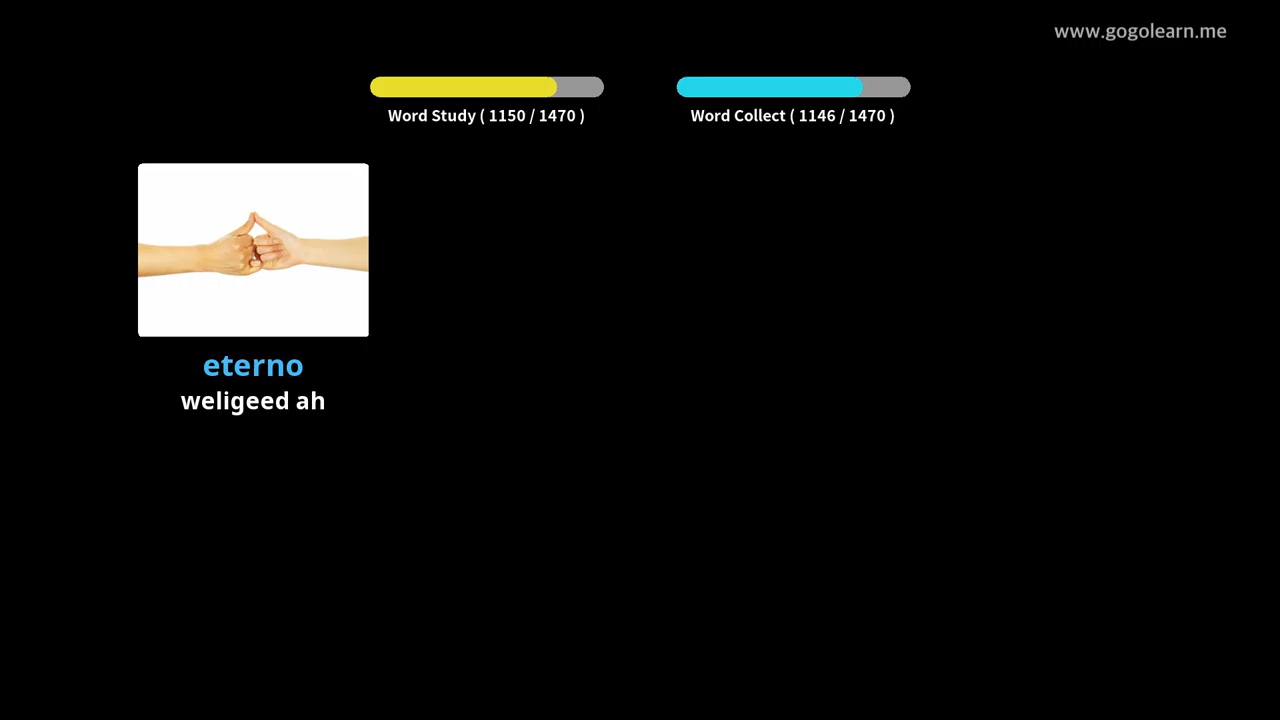 www.gogolearn.me
Word Study ( 1150 / 1470 )
Word Collect ( 1146 / 1470 )
eterno
weligeed ah